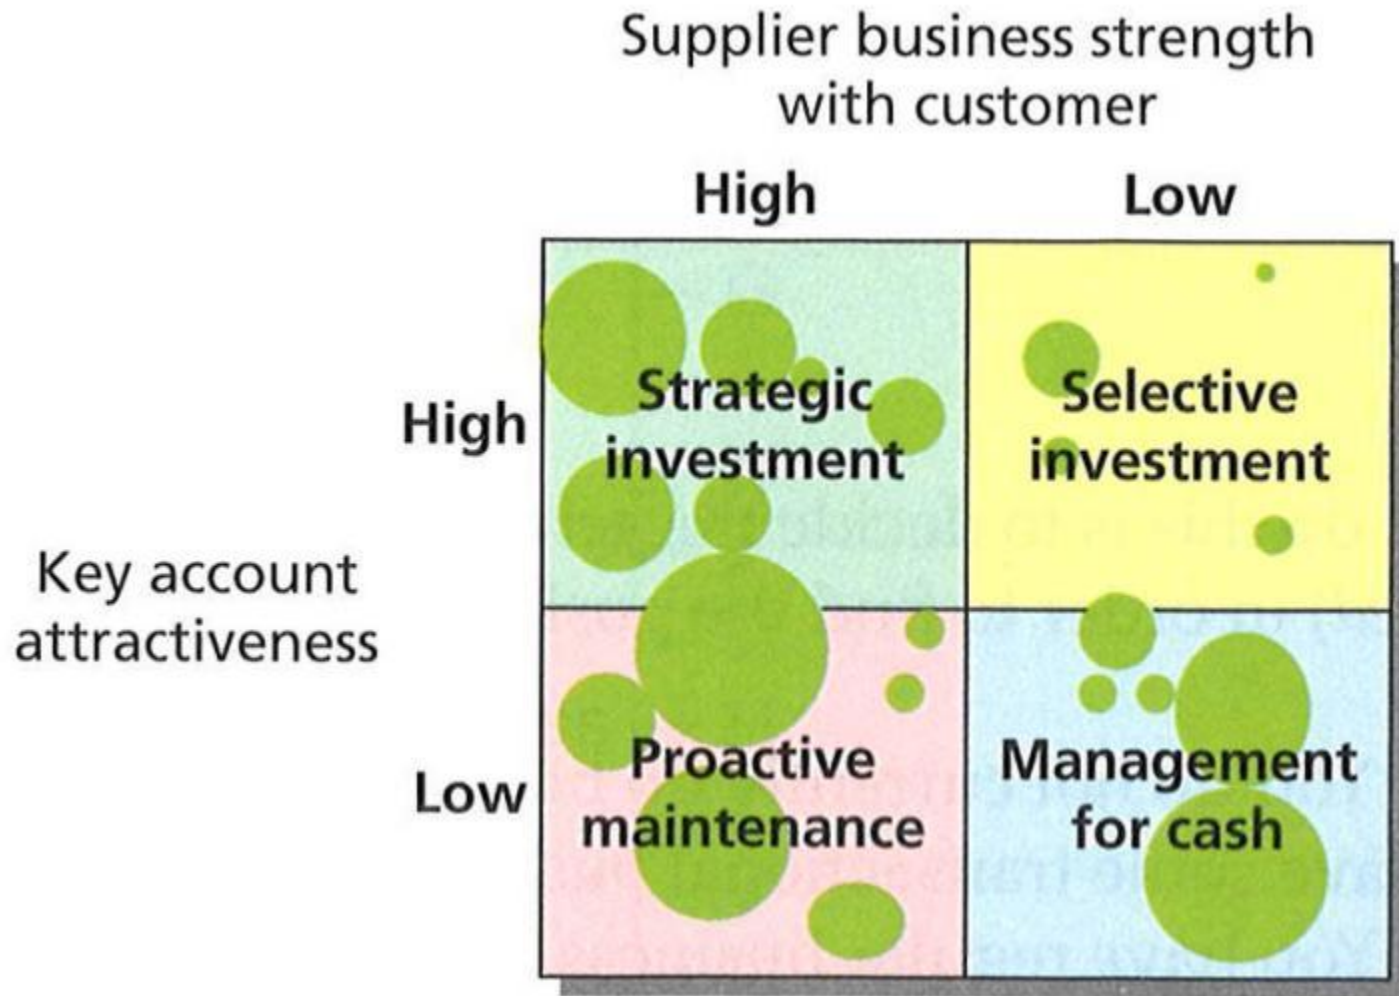 Supplier business strength
with customer
High
Low
High
Strategic
investment
Selective
investment
Key account
attractiveness
Low
Proactive
maintenance
Management
for cash